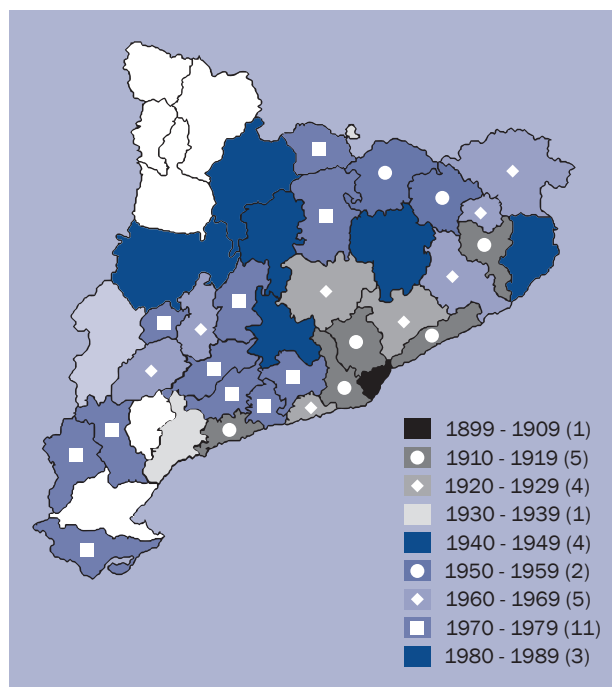 1899 - 1909 (1)
1910 - 1919 (5)
1920 - 1929 (4)
1930 - 1939 (1)
1940 - 1949 (4)
1950 - 1959 (2)
1960 - 1969 (5)
1970 - 1979 (11)
1980 - 1989 (3)